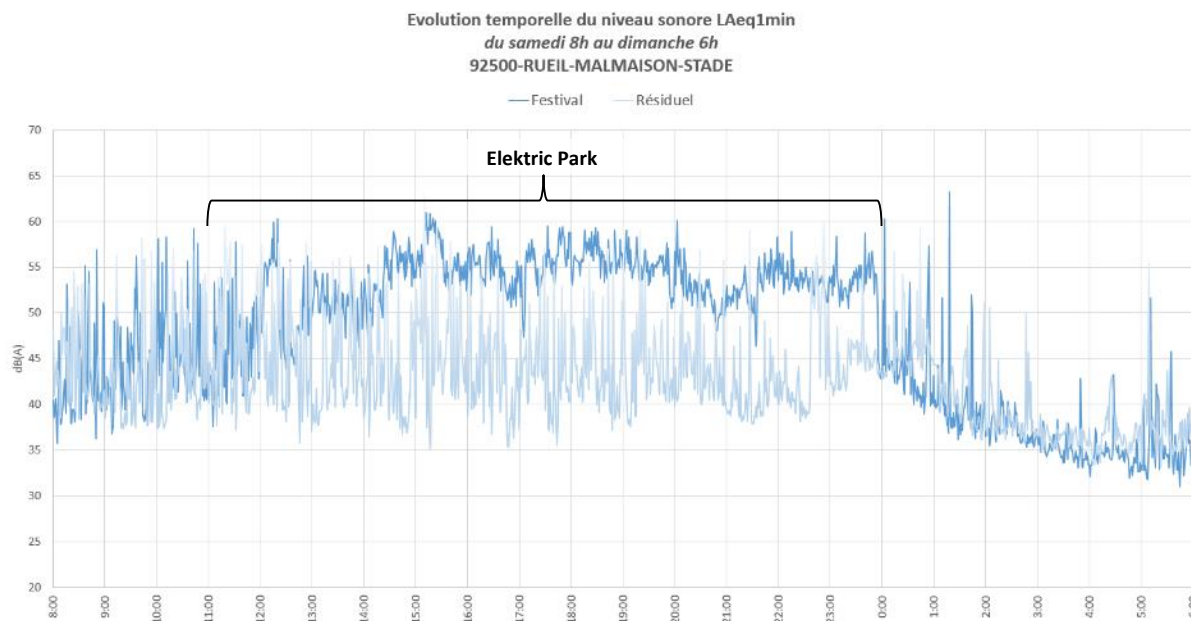 Evolution temporelle du niveau sonore LAeq1min
du samedi 8h au dimanche 6h
92500-RUEIL-MALMAISON-STADE
Festival Résiduel
Elektric Park
dB(A)
70
65
60
55
50
45
40
35
30
25
20
8:00 9:00 10:00 11:00 12:00 13:00 14:00 15:00 16:00 17:00 18:00 19:00 20:00 21:00 22:00 23:00 0:00 1:00 2:00 3:00 4:00 5:00